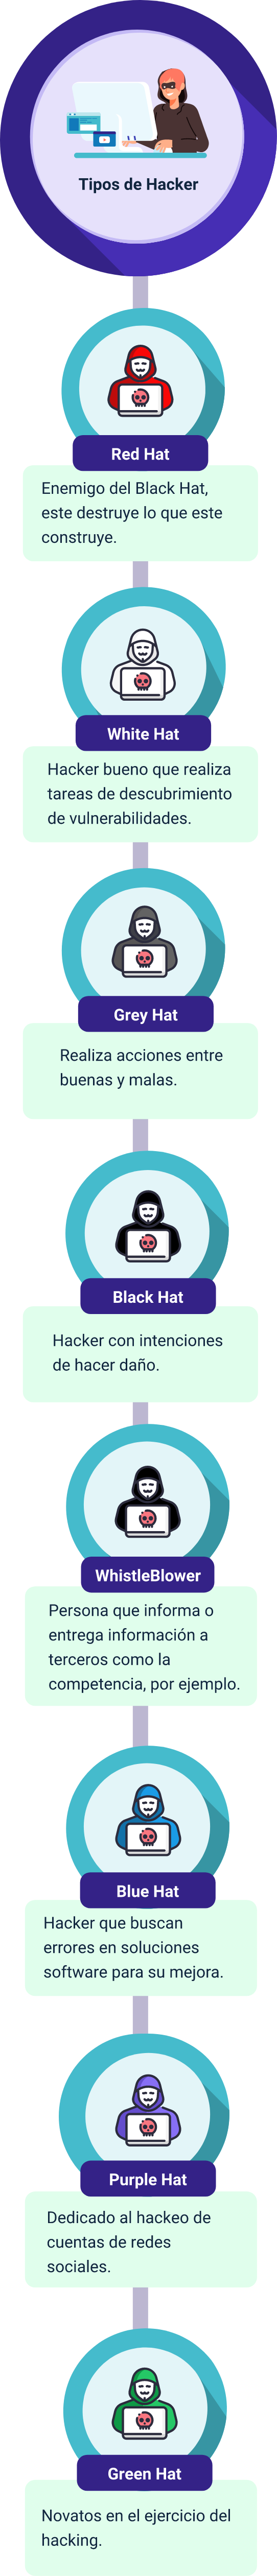 Tipos de Hacker
Red Hat
Enemigo del Black Hat,
este destruye lo que este
construye.
White Hat
Hacker bueno que realiza
tareas de descubrimiento
de vulnerabilidades.
Grey Hat
Realiza acciones entre
buenas y malas.
Black Hat
Hacker con intenciones
de hacer daño.
WhistleBlower
Persona que informa o
entrega información a
terceros como la
competencia, por ejemplo.
Blue Hat
Hacker que buscan
errores en soluciones
software para su mejora.
Purple Hat
Dedicado al hackeo de
cuentas de redes
sociales.
Green Hat
Novatos en el ejercicio del
hacking.